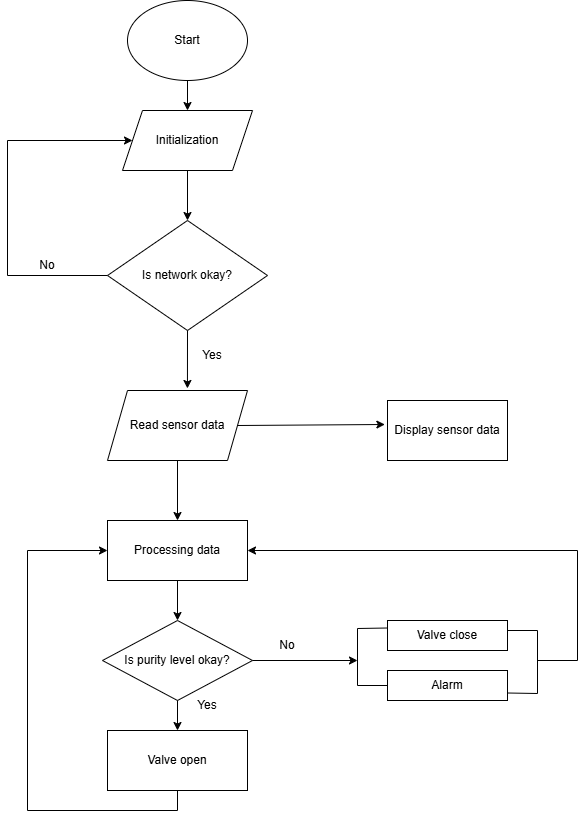 Start
Initialization
Is network okay?
No
Yes
Read sensor data
Display sensor data
Processing data
Is purity level okay?
No
Valve close
Alarm
Yes
Valve open